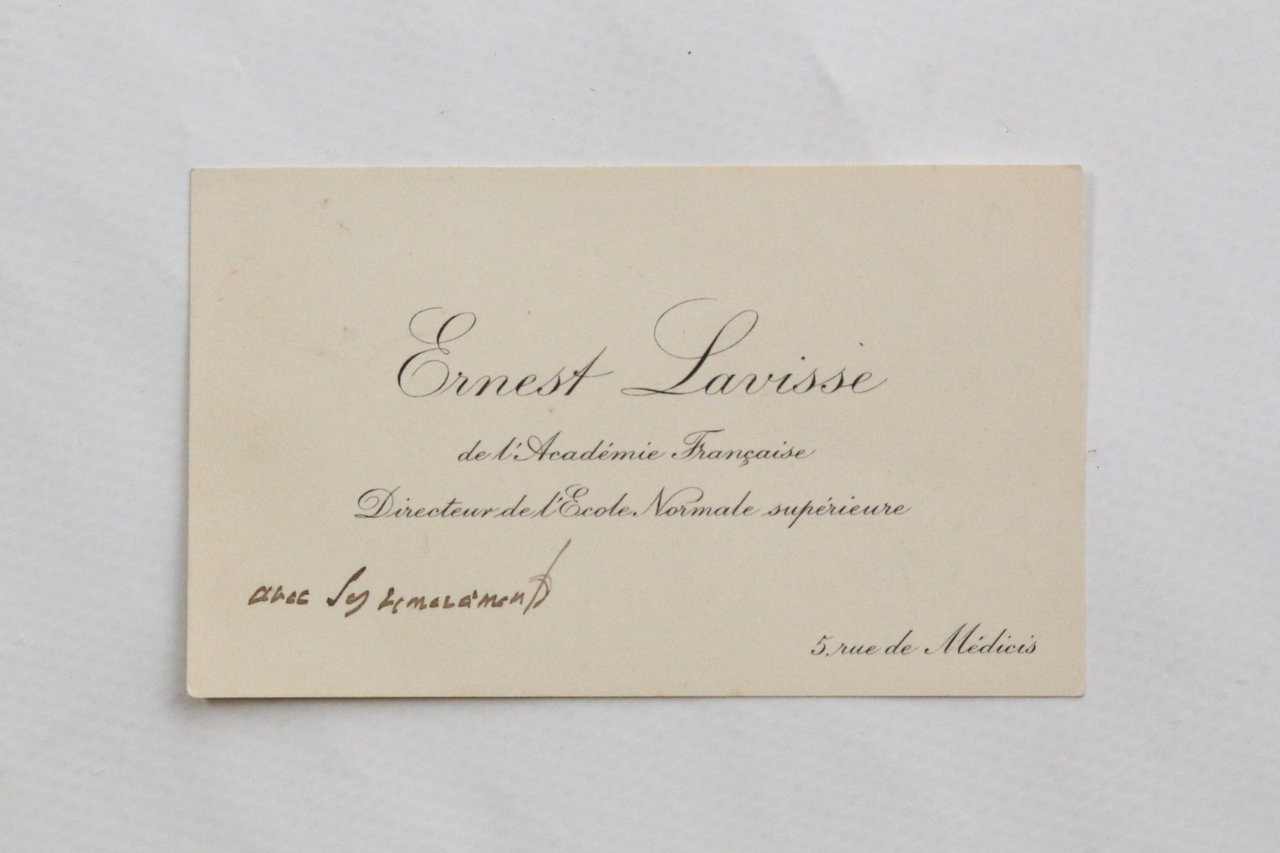 Ernest Lavisse
de l'Académie Française
Directeur de l'Ecole Normale supérieure
avec ses remerciements
5, rue de Médicis